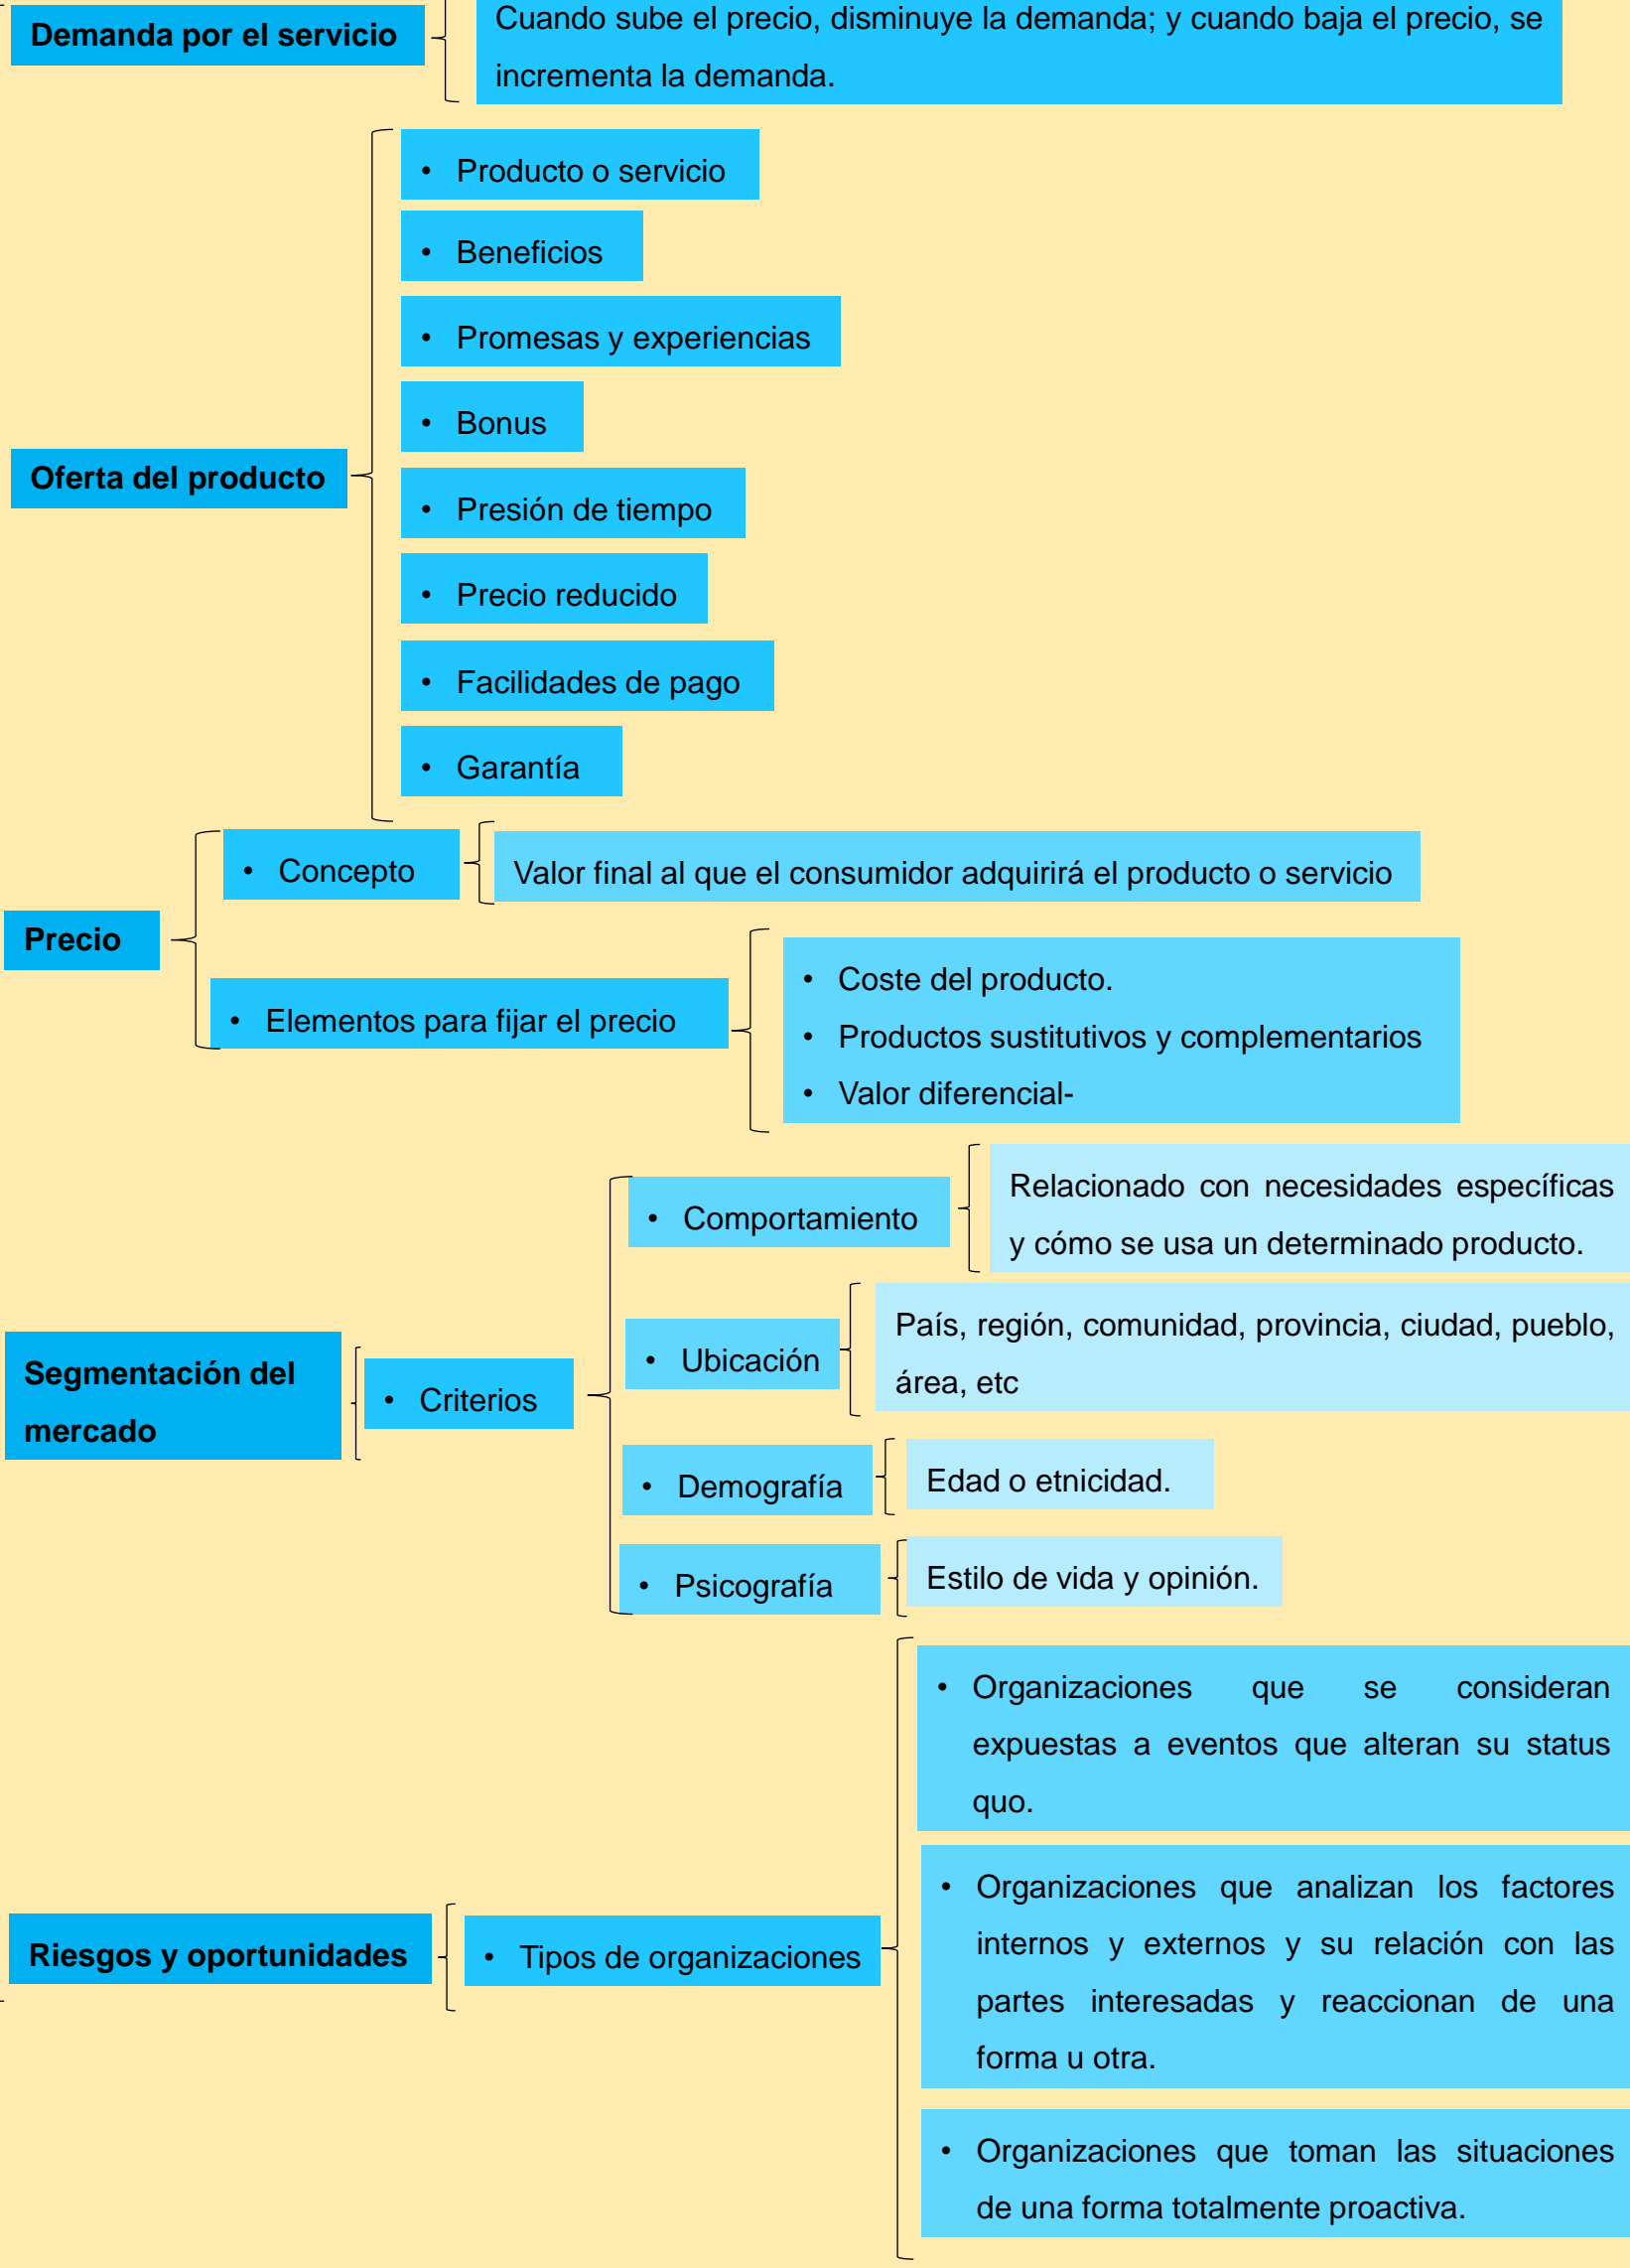 Demanda por el servicio
Cuando sube el precio, disminuye la demanda; y cuando baja el precio, se
incrementa la demanda.
Oferta del producto
• Producto o servicio
• Beneficios
• Promesas y experiencias
• Bonus
• Presión de tiempo
• Precio reducido
• Facilidades de pago
• Garantía
Precio
• Concepto
Valor final al que el consumidor adquirirá el producto o servicio
• Elementos para fijar el precio
• Coste del producto.
• Productos sustitutivos y complementarios
• Valor diferencial-
Segmentación del
mercado
• Criterios
• Comportamiento
Relacionado con necesidades específicas
y cómo se usa un determinado producto.
• Ubicación
País, región, comunidad, provincia, ciudad, pueblo,
área, etc
• Demografía
Edad o etnicidad.
• Psicografía
Estilo de vida y opinión.
Riesgos y oportunidades
• Tipos de organizaciones
• Organizaciones que se consideran
expuestas a eventos que alteran su status
quo.
• Organizaciones que analizan los factores
internos y externos y su relación con las
partes interesadas y reaccionan de una
forma u otra.
• Organizaciones que toman las situaciones
de una forma totalmente proactiva.